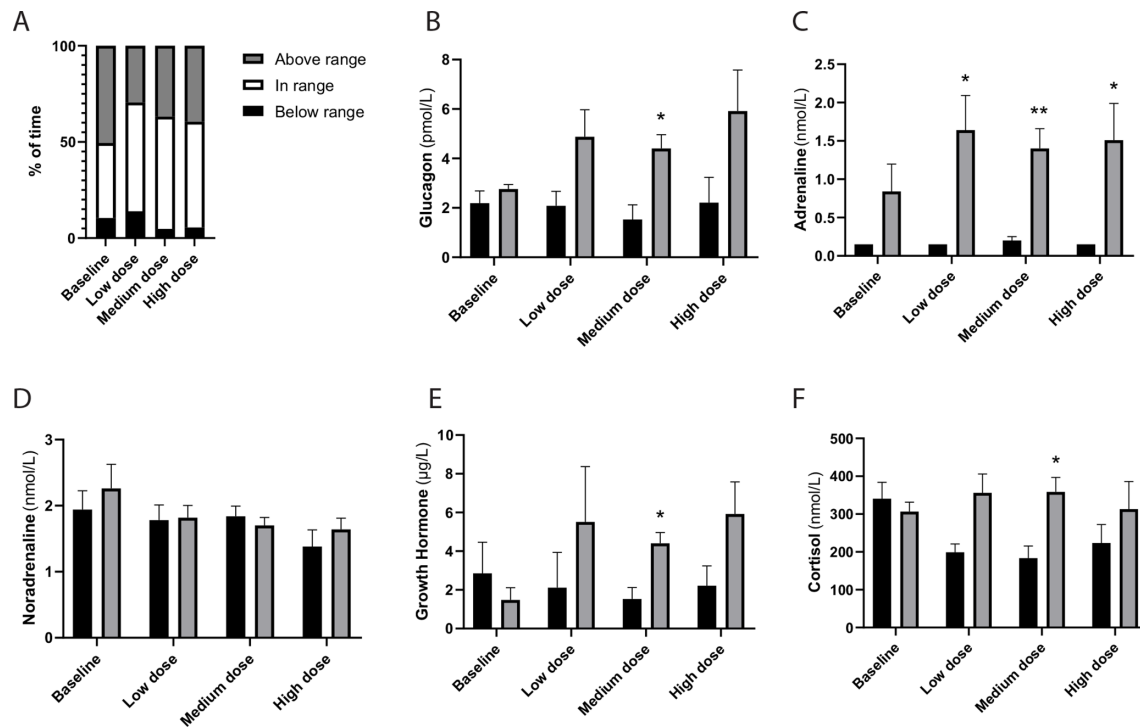 A
% of time
100
50
0
Baseline
Low dose
Medium dose
High dose
Above range
In range
Below range
B
Glucagon (pmol/L)
8
6
4
2
0
*
Baseline
Low dose
Medium dose
High dose
C
Adrenaline (nmol/L)
2.5
2.0
1.5
1.0
0.5
0.0
*
**
*
Baseline
Low dose
Medium dose
High dose
D
Noradrenaline (nmol/L)
3
2
1
0
Baseline
Low dose
Medium dose
High dose
E
Growth Hormone (µg/L)
10
8
6
4
2
0
*
Baseline
Low dose
Medium dose
High dose
F
Cortisol (nmol/L)
500
400
300
200
100
0
*
Baseline
Low dose
Medium dose
High dose